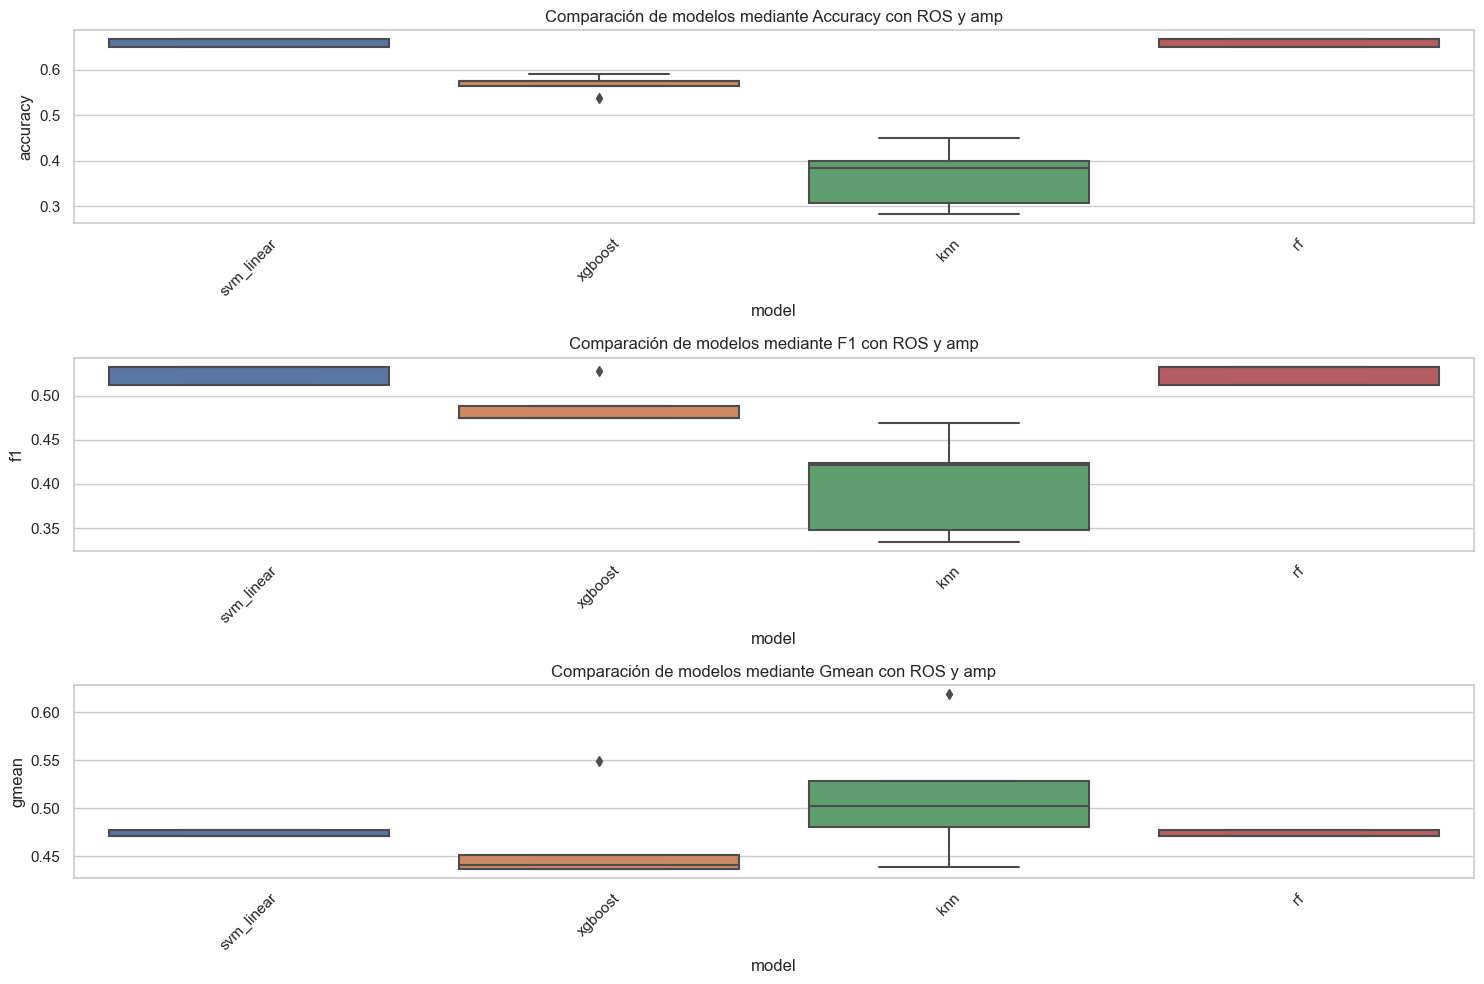 Comparación de modelos mediante Accuracy con ROS y amp
accuracy
0.6
0.5
0.4
0.3
svm_linear
xgboost
knn
rf
model
Comparación de modelos mediante F1 con ROS y amp
f1
0.50
0.45
0.40
0.35
svm_linear
xgboost
knn
rf
model
Comparación de modelos mediante Gmean con ROS y amp
gmean
0.60
0.55
0.50
0.45
svm_linear
xgboost
knn
rf
model